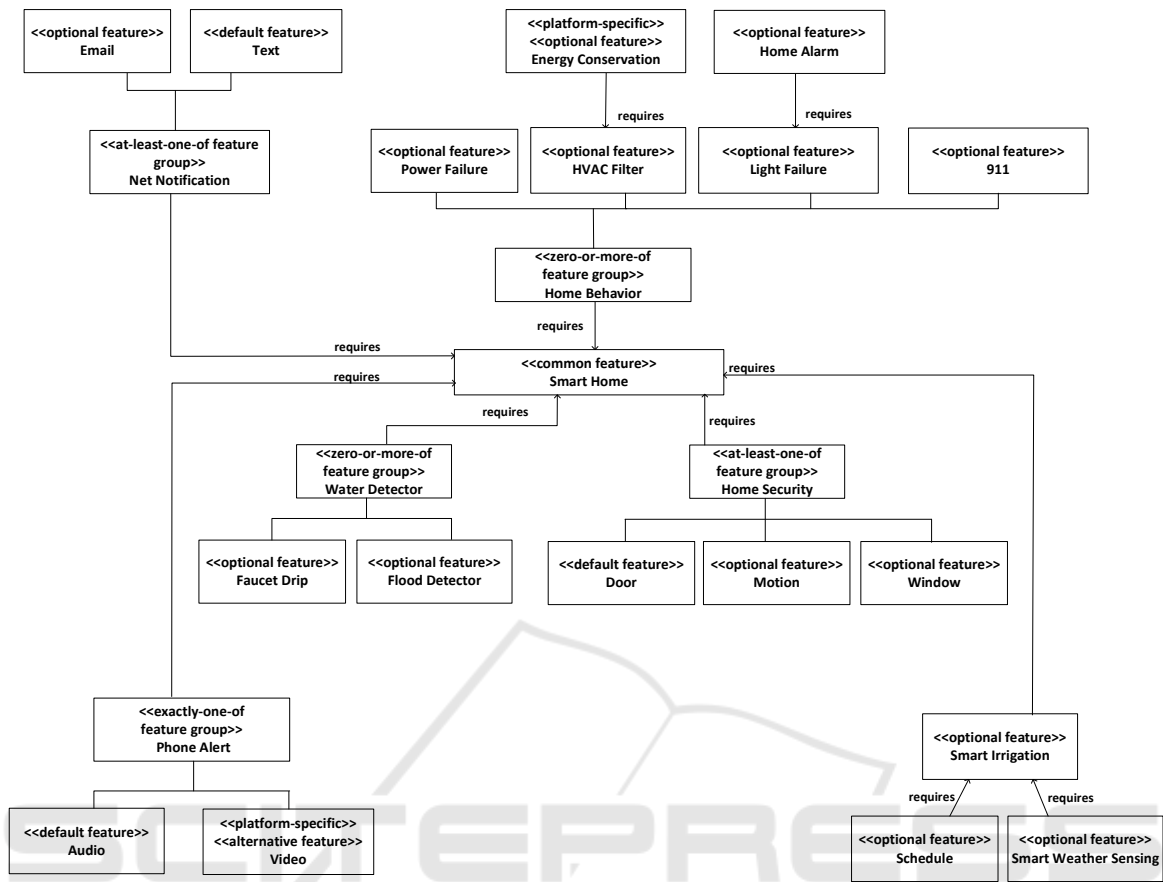 <<optional feature>>
Email
<<default feature>>
Text
<<platform-specific>>
<<optional feature>>
Energy Conservation
<<optional feature>>
Home Alarm
requires
requires
<<at-least-one-of feature
group>>
Net Notification
<<optional feature>>
Power Failure
<<optional feature>>
HVAC Filter
<<optional feature>>
Light Failure
<<optional feature>>
911
<<zero-or-more-of
feature group>>
Home Behavior
requires
requires
<<common feature>>
Smart Home
requires
requires
requires
requires
<<zero-or-more-of
feature group>>
Water Detector
<<at-least-one-of
feature group>>
Home Security
<<optional feature>>
Faucet Drip
<<optional feature>>
Flood Detector
<<default feature>>
Door
<<optional feature>>
Motion
<<optional feature>>
Window
<<exactly-one-of
feature group>>
Phone Alert
<<optional feature>>
Smart Irrigation
requires
requires
<<default feature>>
Audio
<<platform-specific>>
<<alternative feature>>
Video
<<optional feature>>
Schedule
<<optional feature>>
Smart Weather Sensing
SCITEPRESS